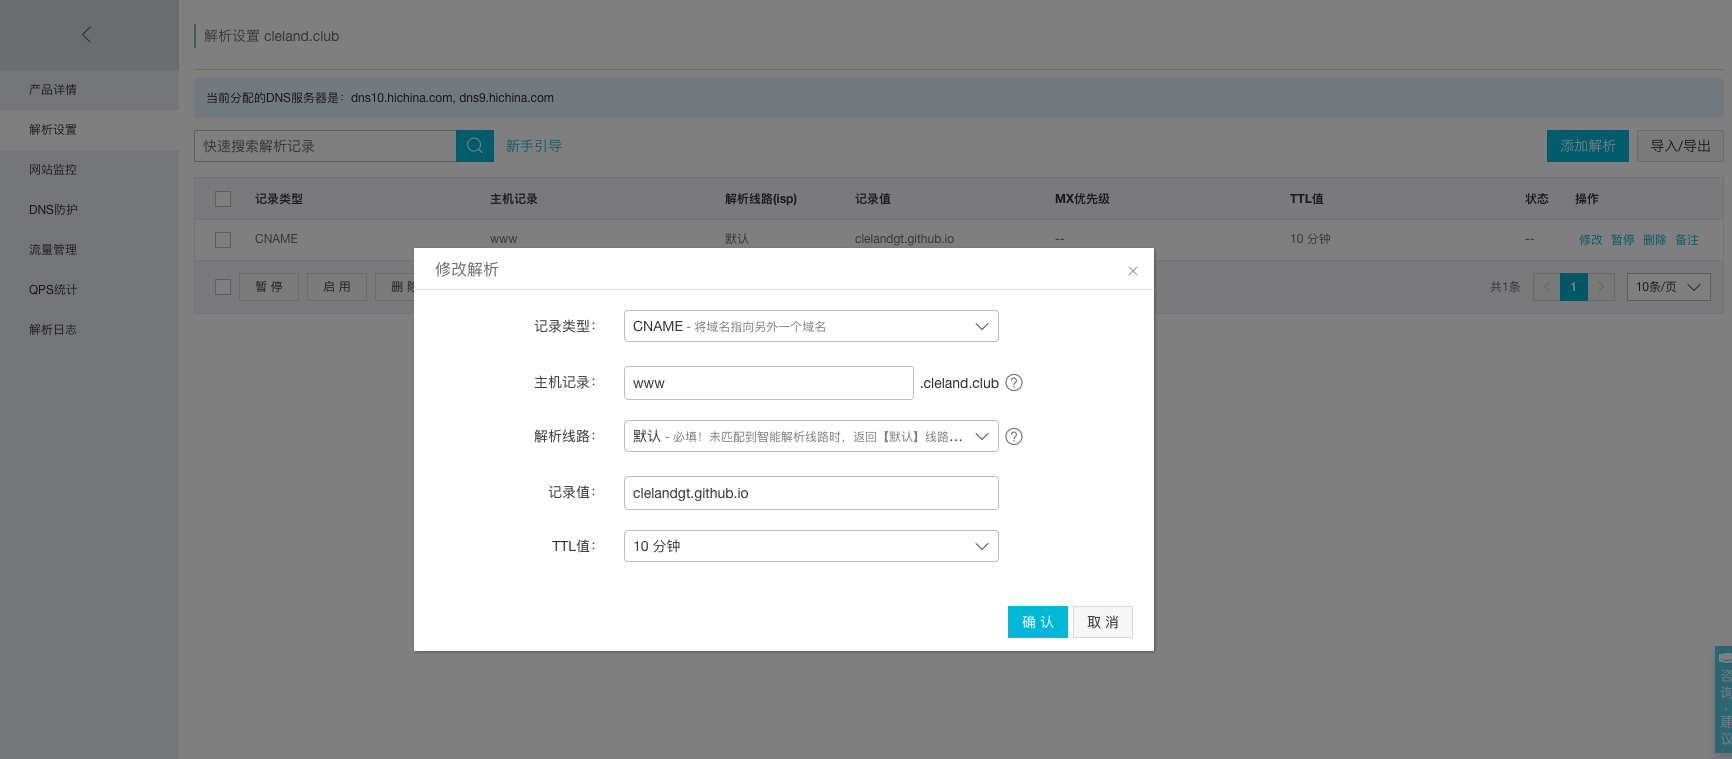 解析设置 cleland.club
产品详情
解析设置
网站监控
DNS防护
流量管理
QPS统计
解析日志
当前分配的DNS服务器是：dns10.hichina.com, dns9.hichina.com
快速搜索解析记录
新手引导
添加解析
导入/导出
记录类型 主机记录 解析线路(isp) 记录值 MX优先级 TTL值 状态 操作
CNAME www 默认 clelandgt.github.io -- 10 分钟 -- 修改 暂停 删除 备注
暂 停 启 用 删 共1条 1 10条/页
修改解析
记录类型： CNAME - 将域名指向另外一个域名
主机记录： www .cleland.club ?
解析线路： 默认 - 必填！未匹配到智能解析线路时，返回【默认】线路... ?
记录值： clelandgt.github.io
TTL值： 10 分钟
确 认 取 消
咨
询
·
建
议